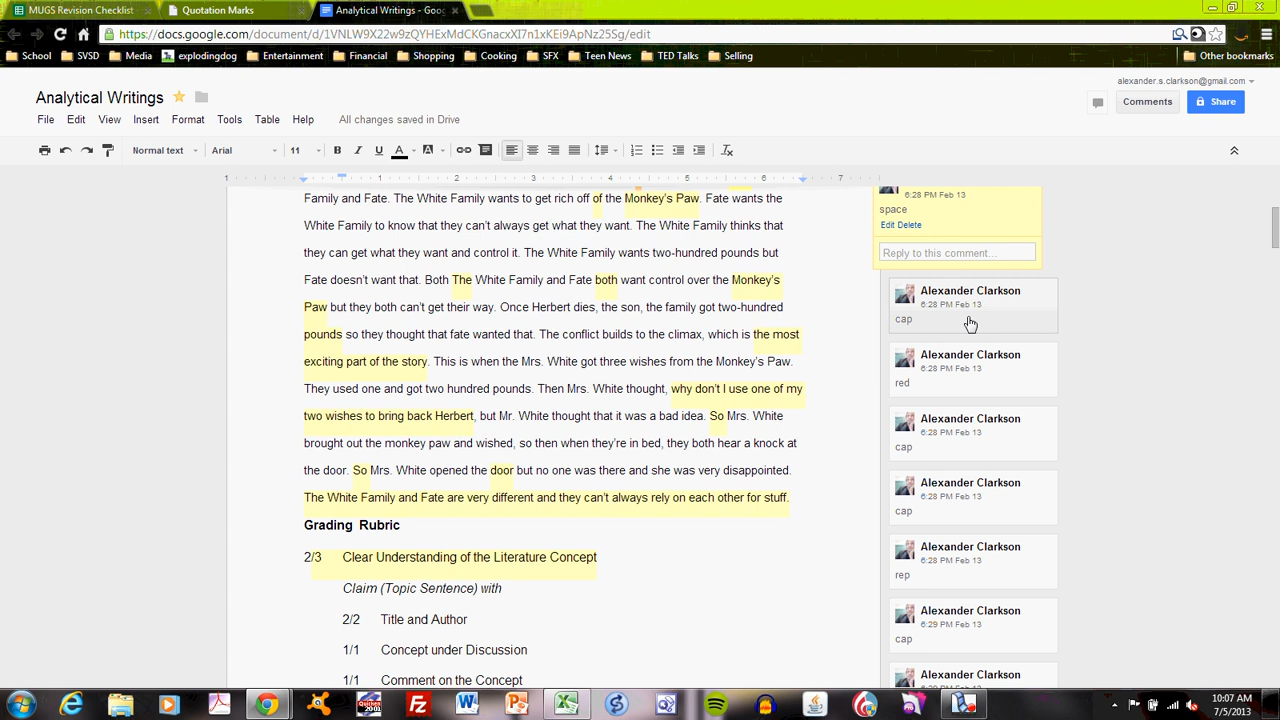 MUGS Revision Checklist
Quotation Marks
Analytical Writings - Goo
https://docs.google.com/document/d/1VNLW9X22w9zQYHExMdCKGnacxXI7n1xKEi9ApNz25Sg/edit
School SVSD Media explodingdog Entertainment Financial Shopping Cooking SFX Teen News TED Talks Selling Other bookmarks
alexander.s.clarkson@gmail.com
Analytical Writings
Comments
Share
File Edit View Insert Format Tools Table Help All changes saved in Drive
Normal text Arial 11 B I U A A
1 1 2 3 4 5 6 7
Family and Fate. The White Family wants to get rich off of the Monkey's Paw. Fate wants the
White Family to know that they can't always get what they want. The White Family thinks that
they can get what they want and control it. The White Family wants two-hundred pounds but
Fate doesn't want that. Both The White Family and Fate both want control over the Monkey's
Paw but they both can't get their way. Once Herbert dies, the son, the family got two-hundred
pounds so they thought that fate wanted that. The conflict builds to the climax, which is the most
exciting part of the story. This is when the Mrs. White got three wishes from the Monkey's Paw.
They used one and got two hundred pounds. Then Mrs. White thought, why don't I use one of my
two wishes to bring back Herbert, but Mr. White thought that it was a bad idea. So Mrs. White
brought out the monkey paw and wished, so then when they're in bed, they both hear a knock at
the door. So Mrs. White opened the door but no one was there and she was very disappointed.
The White Family and Fate are very different and they can't always rely on each other for stuff.
Grading Rubric
2/3 Clear Understanding of the Literature Concept
Claim (Topic Sentence) with
2/2 Title and Author
1/1 Concept under Discussion
1/1 Comment on the Concept
6:28 PM Feb 13
space
Edit Delete
Reply to this comment...
Alexander Clarkson
6:28 PM Feb 13
cap
Alexander Clarkson
6:28 PM Feb 13
red
Alexander Clarkson
6:28 PM Feb 13
cap
Alexander Clarkson
6:28 PM Feb 13
cap
Alexander Clarkson
6:28 PM Feb 13
rep
Alexander Clarkson
6:29 PM Feb 13
cap
Alexander Clarkson
10:07 AM
7/5/2013